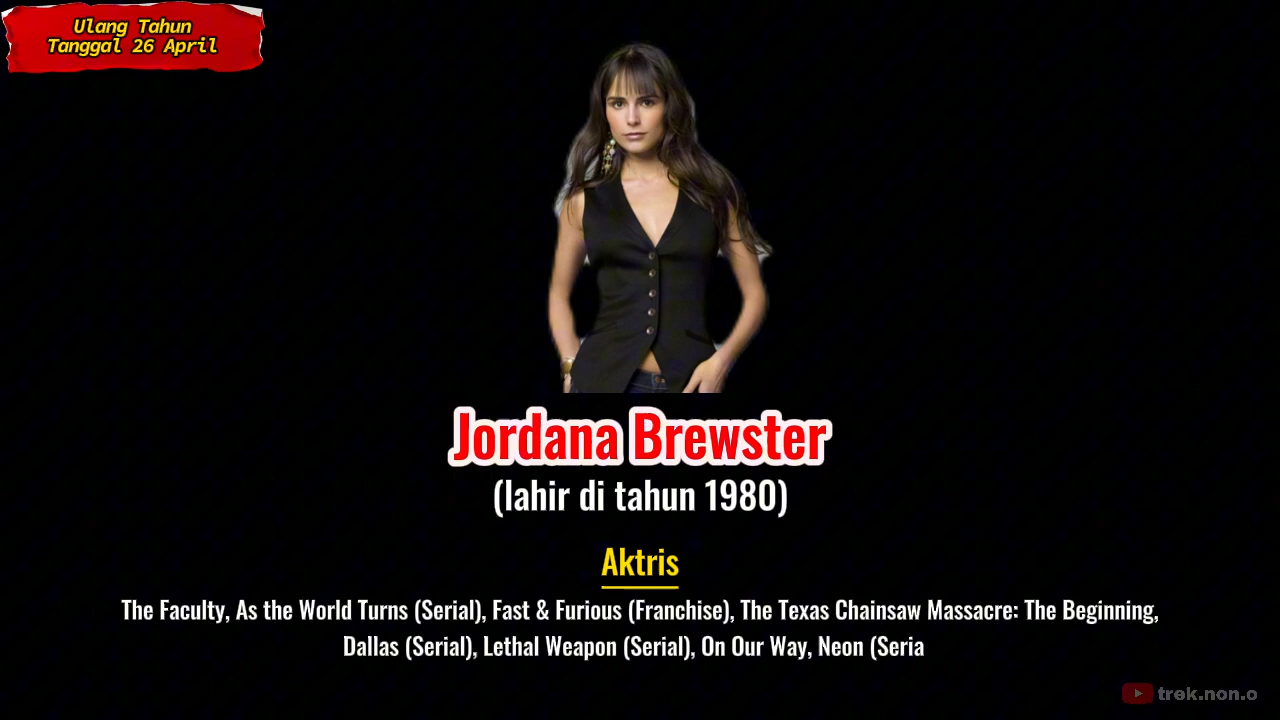 Ulang Tahun
Tanggal 26 April
Jordana Brewster
(lahir di tahun 1980)
Aktris
The Faculty, As the World Turns (Serial), Fast & Furious (Franchise), The Texas Chainsaw Massacre: The Beginning,
Dallas (Serial), Lethal Weapon (Serial), On Our Way, Neon (Seria
trek.non.o